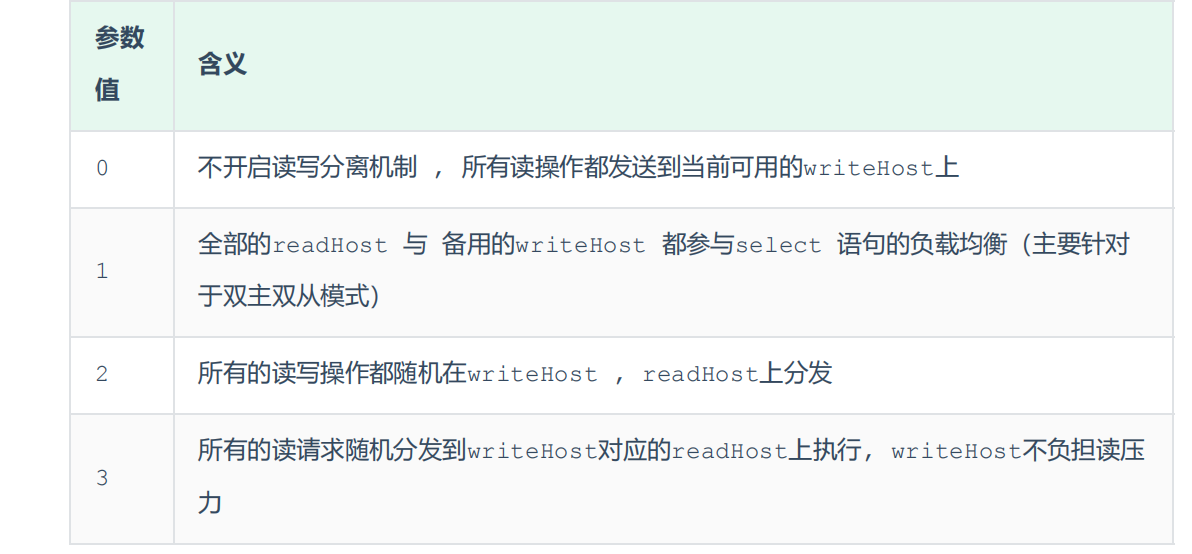 参数
值
含义
0
不开启读写分离机制 , 所有读操作都发送到当前可用的writeHost上
1
全部的readHost 与 备用的writeHost 都参与select 语句的负载均衡（主要针对
于双主双从模式）
2
所有的读写操作都随机在writeHost , readHost上分发
3
所有的读请求随机分发到writeHost对应的readHost上执行, writeHost不负担读压
力